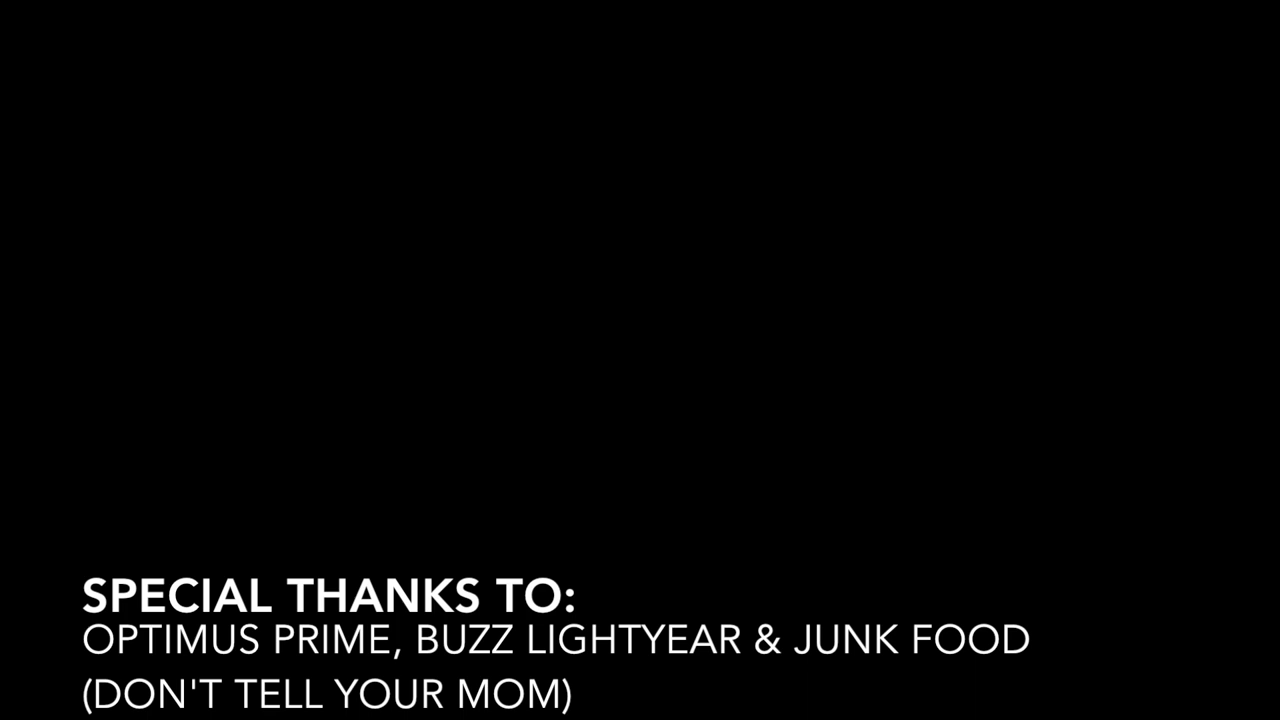 SPECIAL THANKS TO:
OPTIMUS PRIME, BUZZ LIGHTYEAR & JUNK FOOD
(DON'T TELL YOUR MOM)